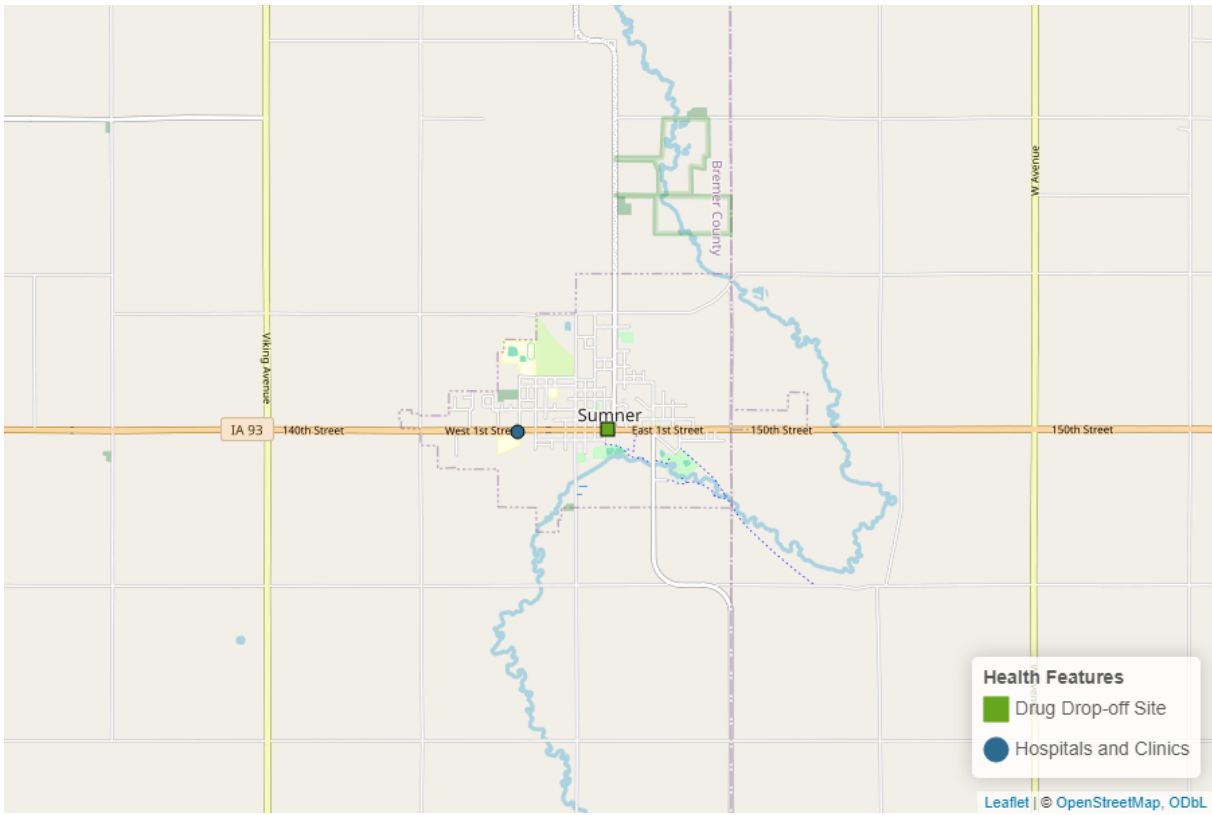 Bremer County
W Avenue
Viking Avenue
Sumner
IA 93
140th Street
West 1st Stre
East 1st Street
150th Street
150th Street
Health Features
Drug Drop-off Site
Hospitals and Clinics
Leaflet | © OpenStreetMap, ODbL